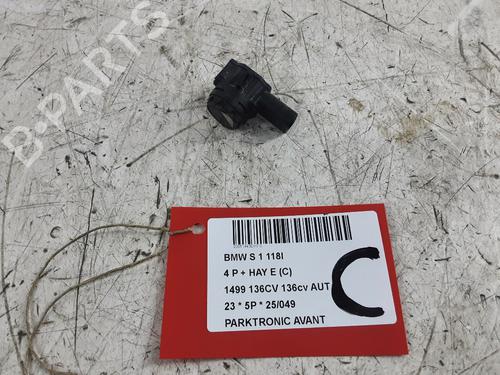 B-PARTS
BMW S 1 118I
4 P + HAY E (C)
1499 136CV 136cv AUT
23 * 5P * 25/049
PARKTRONIC AVANT
C